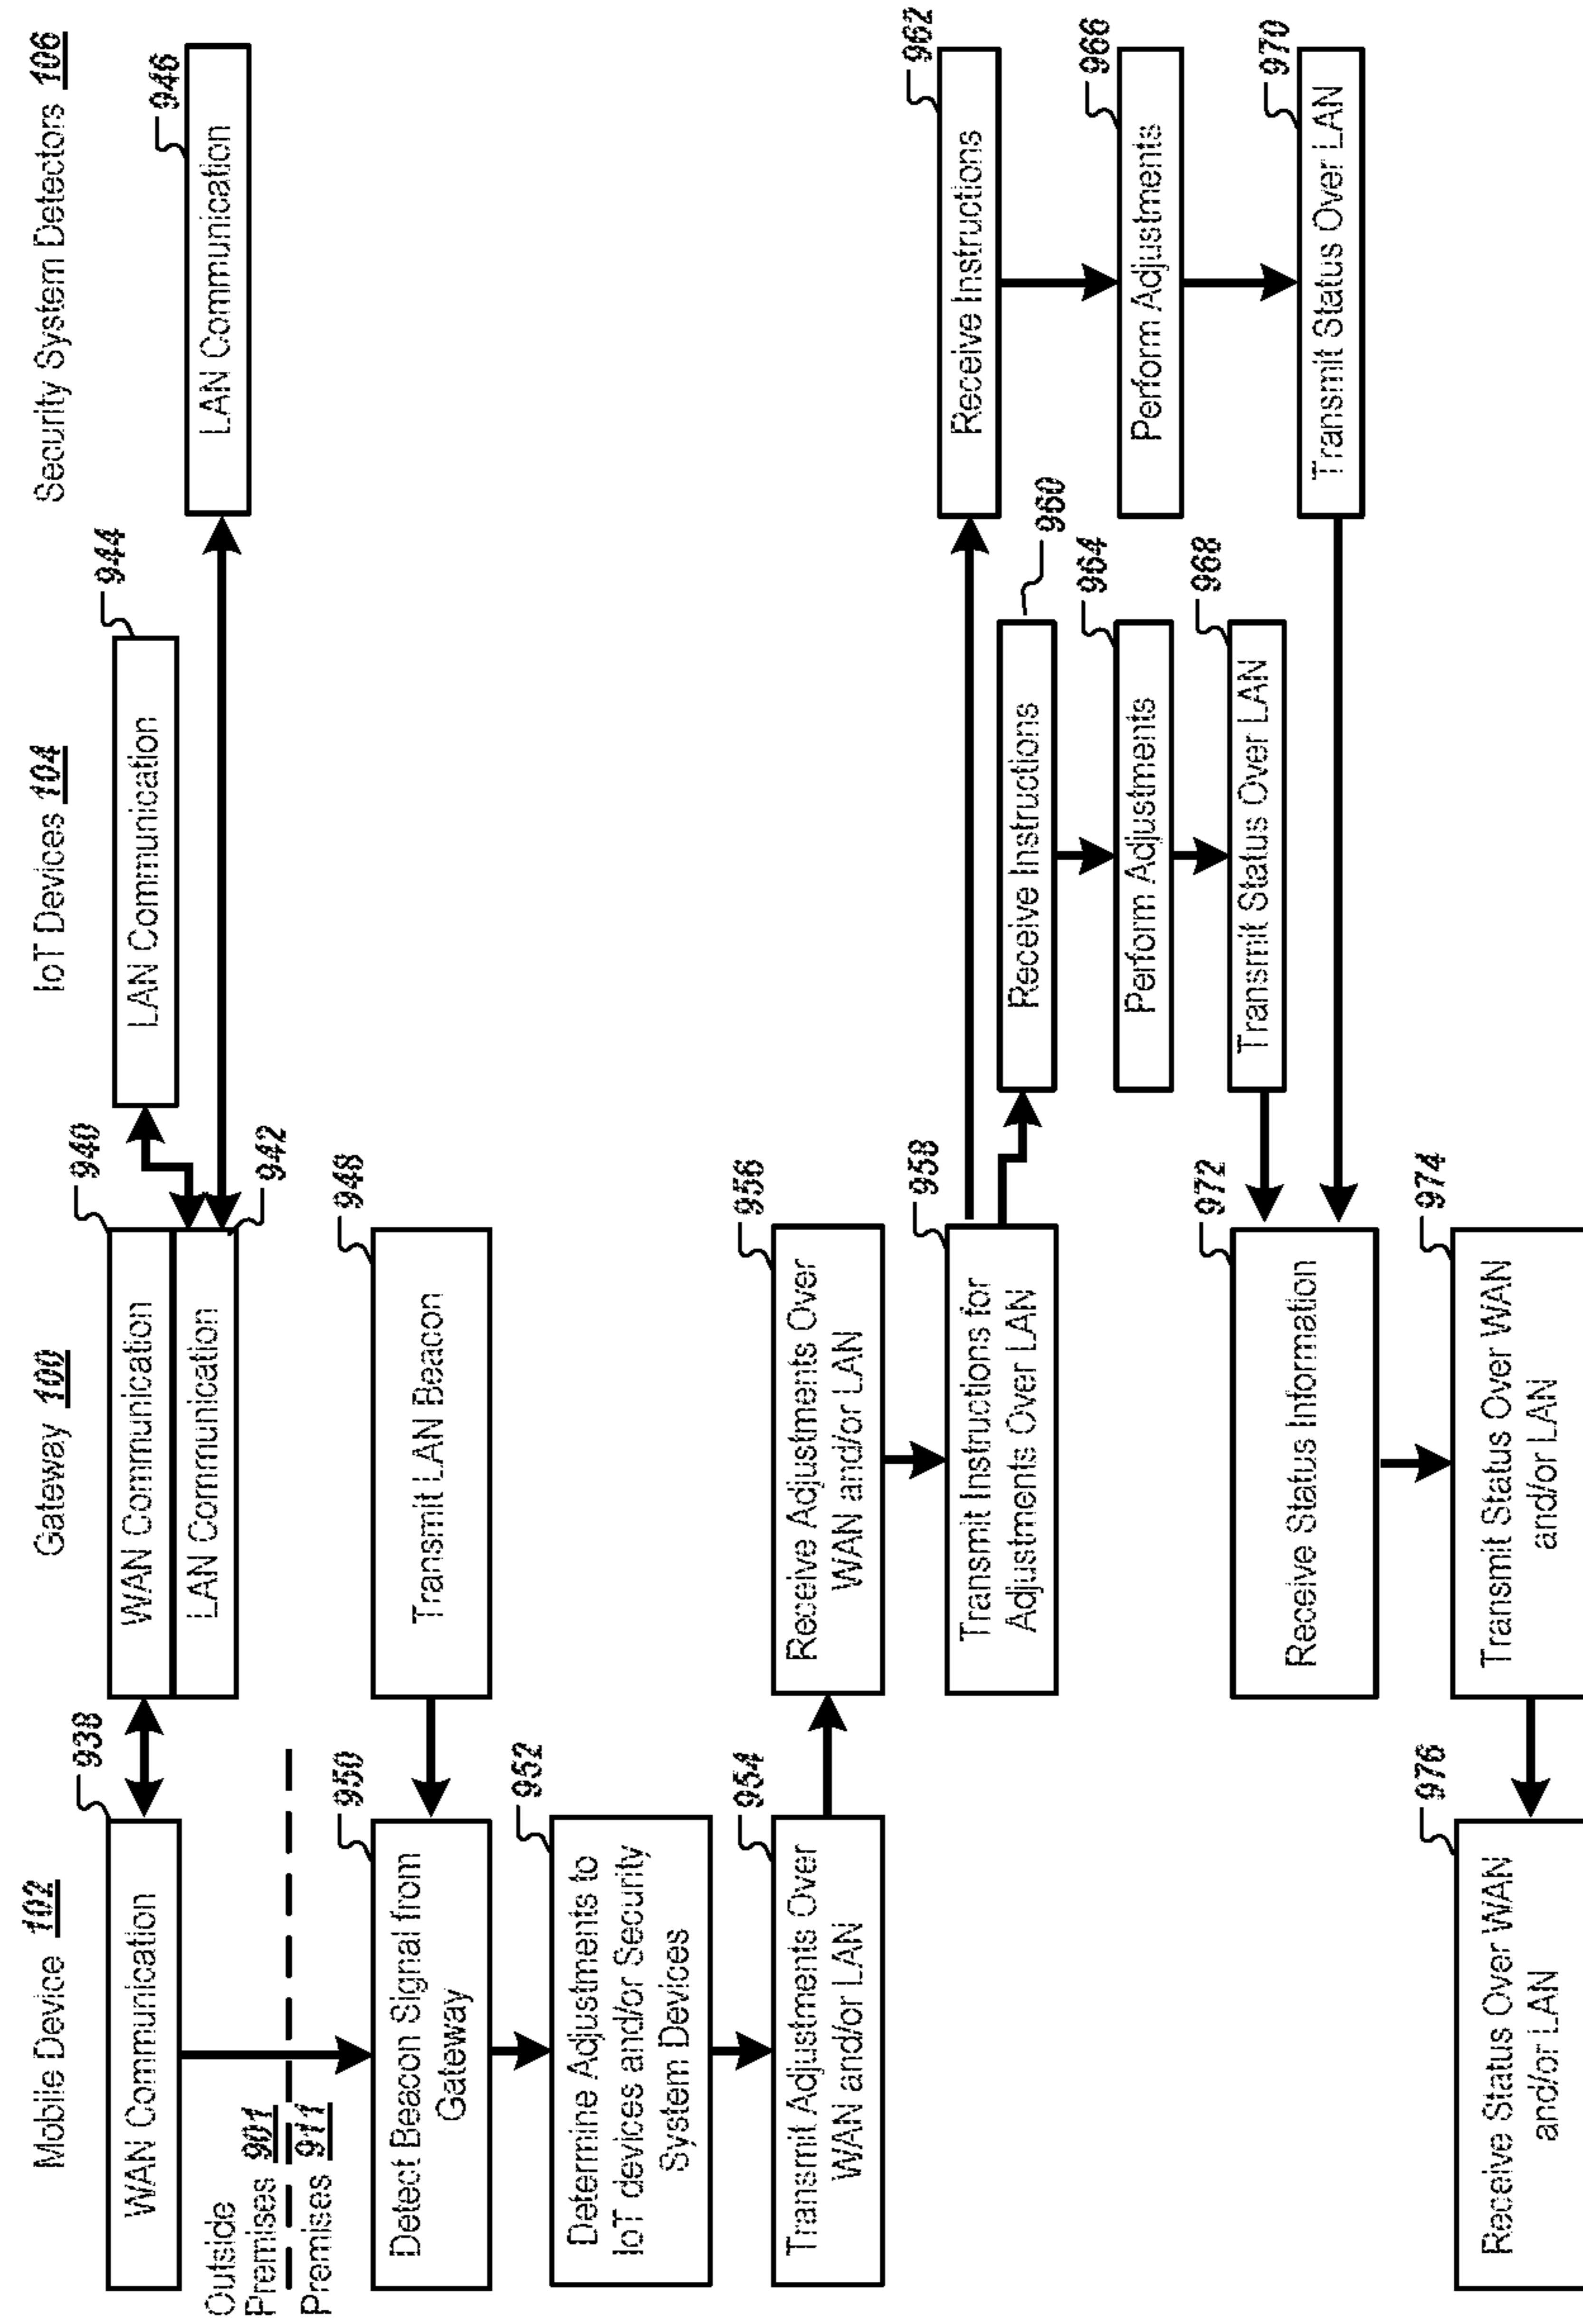 Mobile Device 102
Gateway 100
IoT Devices 104
Security System Detectors 106
938
WAN Communication
940
WAN Communication
LAN Communication
942
944
LAN Communication
946
LAN Communication
Outside
Premises 901
Premises 911
948
Transmit LAN Beacon
950
Detect Beacon Signal from
Gateway
952
Determine Adjustments to
IoT devices and/or Security
System Devices
954
Transmit Adjustments Over
WAN and/or LAN
956
Receive Adjustments Over
WAN and/or LAN
958
Transmit Instructions for
Adjustments Over LAN
960
Receive Instructions
962
Receive Instructions
964
Perform Adjustments
966
Perform Adjustments
968
Transmit Status Over LAN
970
Transmit Status Over LAN
972
Receive Status Information
974
Transmit Status Over WAN
and/or LAN
976
Receive Status Over WAN
and/or LAN